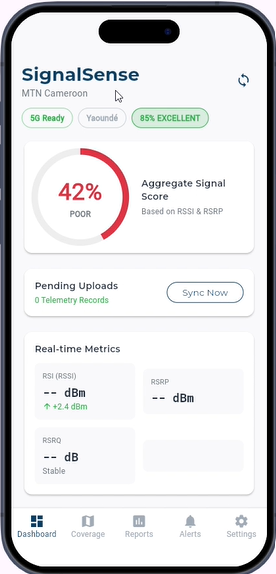 SignalSense
MTN Cameroon
5G Ready
Yaoundé
85% EXCELLENT
42%
POOR
Aggregate Signal
Score
Based on RSSI & RSRP
Pending Uploads
0 Telemetry Records
Sync Now
Real-time Metrics
RSI (RSSI)
-- dBm
↑ +2.4 dBm
RSRP
-- dBm
RSRQ
-- dB
Stable
Dashboard
Coverage
Reports
Alerts
Settings